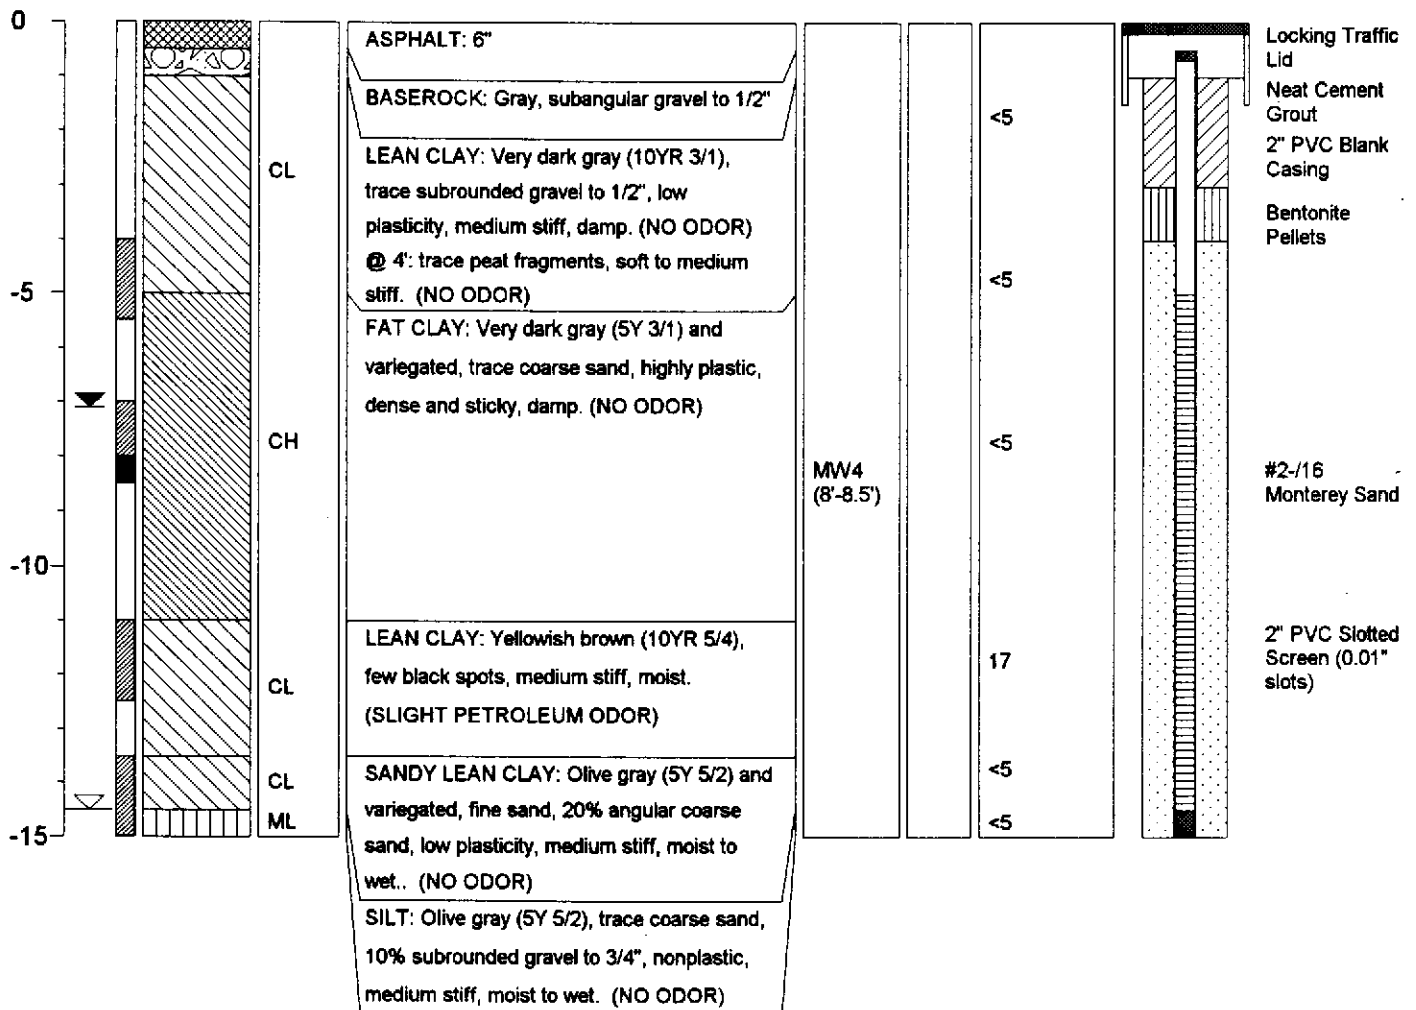 0
-5
-10
-15
CL
CH
CL
CL
ML
ASPHALT: 6"
BASEROCK: Gray, subangular gravel to 1/2"
LEAN CLAY: Very dark gray (10YR 3/1),
trace subrounded gravel to 1/2", low
plasticity, medium stiff, damp. (NO ODOR)
@ 4': trace peat fragments, soft to medium
stiff. (NO ODOR)
FAT CLAY: Very dark gray (5Y 3/1) and
variegated, trace coarse sand, highly plastic,
dense and sticky, damp. (NO ODOR)
LEAN CLAY: Yellowish brown (10YR 5/4),
few black spots, medium stiff, moist.
(SLIGHT PETROLEUM ODOR)
SANDY LEAN CLAY: Olive gray (5Y 5/2) and
variegated, fine sand, 20% angular coarse
sand, low plasticity, medium stiff, moist to
wet.. (NO ODOR)
SILT: Olive gray (5Y 5/2), trace coarse sand,
10% subrounded gravel to 3/4", nonplastic,
medium stiff, moist to wet. (NO ODOR)
MW4
(8'-8.5')
<5
<5
<5
17
<5
<5
Locking Traffic
Lid
Neat Cement
Grout
2" PVC Blank
Casing
Bentonite
Pellets
#2-/16
Monterey Sand
2" PVC Slotted
Screen (0.01"
slots)